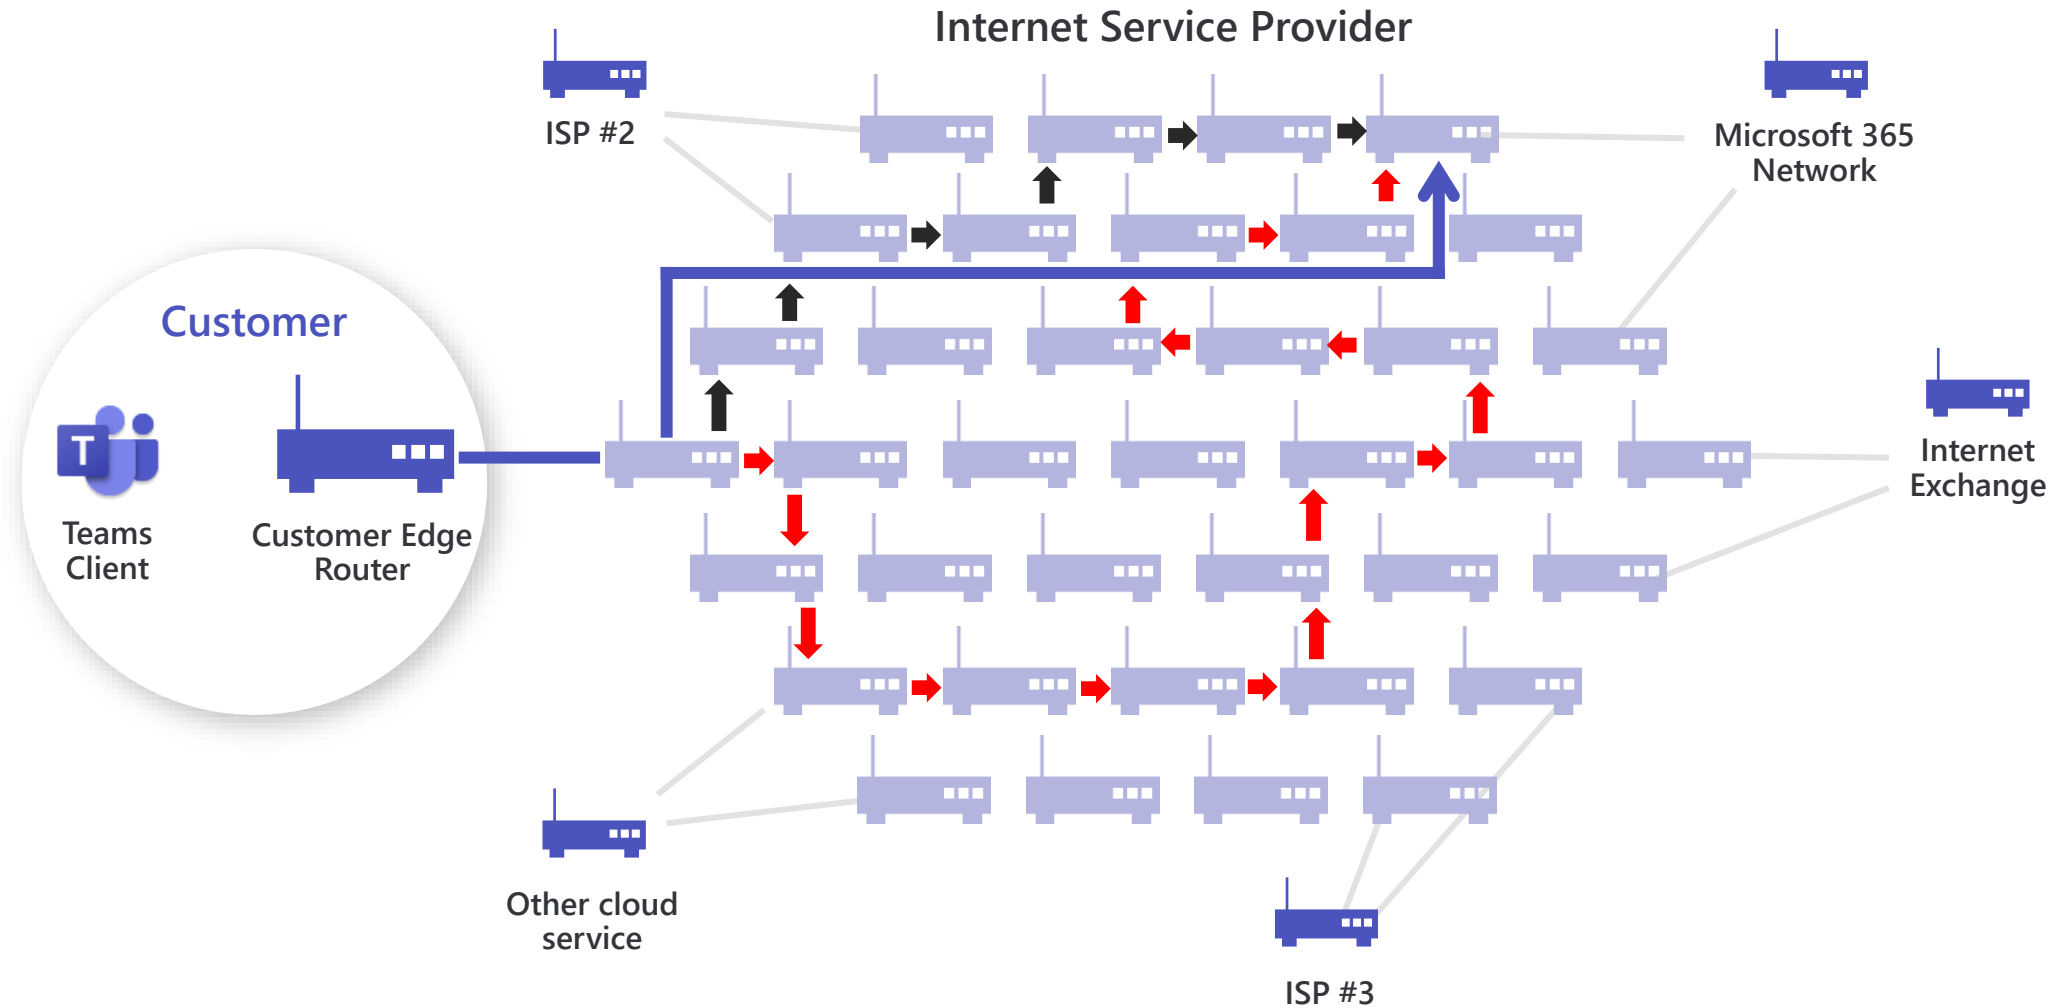 Internet Service Provider
ISP #2
Microsoft 365
Network
Customer
T
Teams
Client
Customer Edge
Router
Internet
Exchange
Other cloud
service
ISP #3